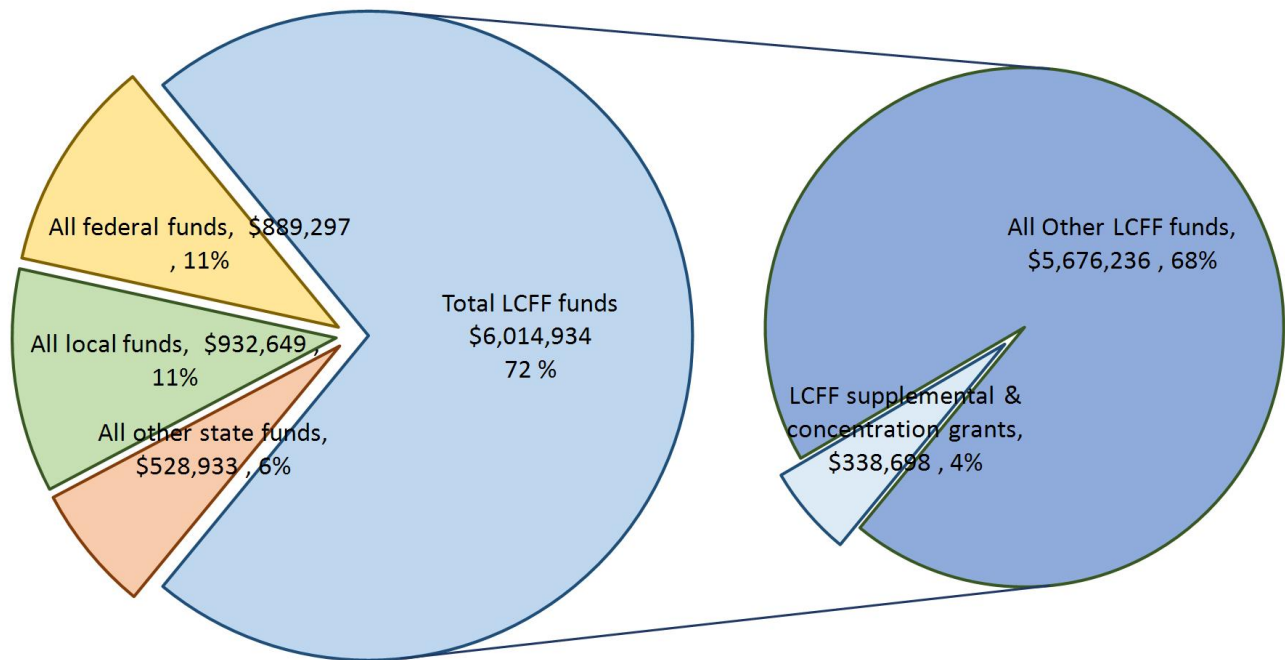 All federal funds,  $889,297
, 11%
All local funds,  $932,649 ,
11%
All other state funds,
$528,933 , 6%
Total LCFF funds
$6,014,934
72 %
All Other LCFF funds,
$5,676,236 , 68%
LCFF supplemental &
concentration grants,
$338,698 , 4%